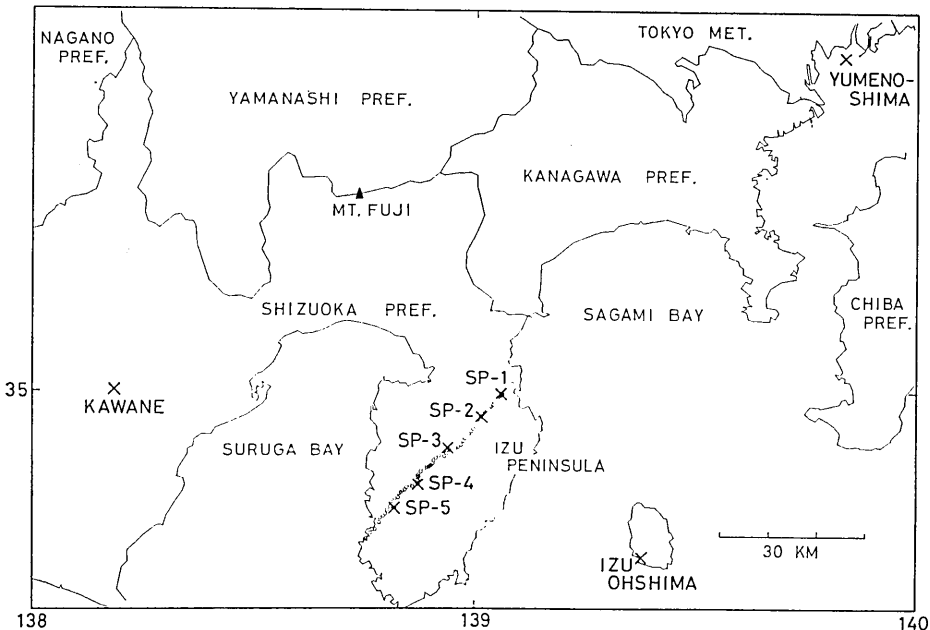 NAGANO
PREF.
TOKYO MET.
YUMENO-
SHIMA
YAMANASHI PREF.
KANAGAWA PREF.
MT. FUJI
SHIZUOKA PREF.
SAGAMI BAY
CHIBA
PREF.
35
KAWANE
SP-1
SP-2
SP-3
SP-4
SP-5
SURUGA BAY
IZU
PENINSULA
30 KM
IZU
OHSHIMA
138
139
140